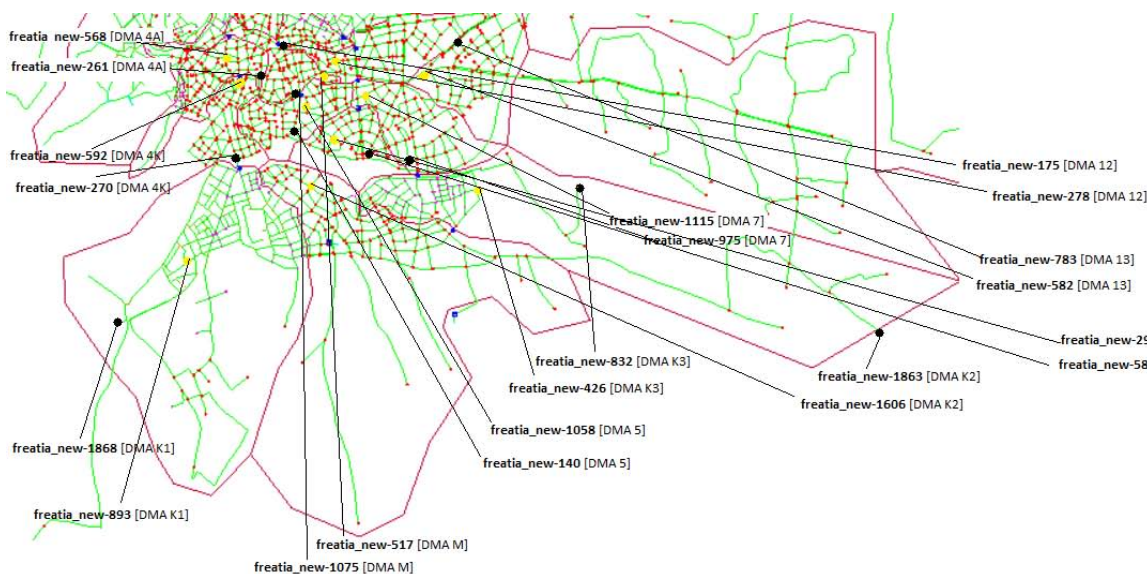 freatia_new-568 [DMA 4A]
freatia_new-261 [DMA 4A]
freatia_new-592 [DMA 4K]
freatia_new-270 [DMA 4K]
freatia_new-175 [DMA 12]
freatia_new-278 [DMA 12]
freatia_new-1115 [DMA 7]
freatia_new-975 [DMA 7]
freatia_new-783 [DMA 13]
freatia_new-582 [DMA 13]
freatia_new-29
freatia_new-58
freatia_new-832 [DMA K3]
freatia_new-426 [DMA K3]
freatia_new-1863 [DMA K2]
freatia_new-1606 [DMA K2]
freatia_new-1058 [DMA 5]
freatia_new-140 [DMA 5]
freatia_new-1868 [DMA K1]
freatia_new-893 [DMA K1]
freatia_new-517 [DMA M]
freatia_new-1075 [DMA M]